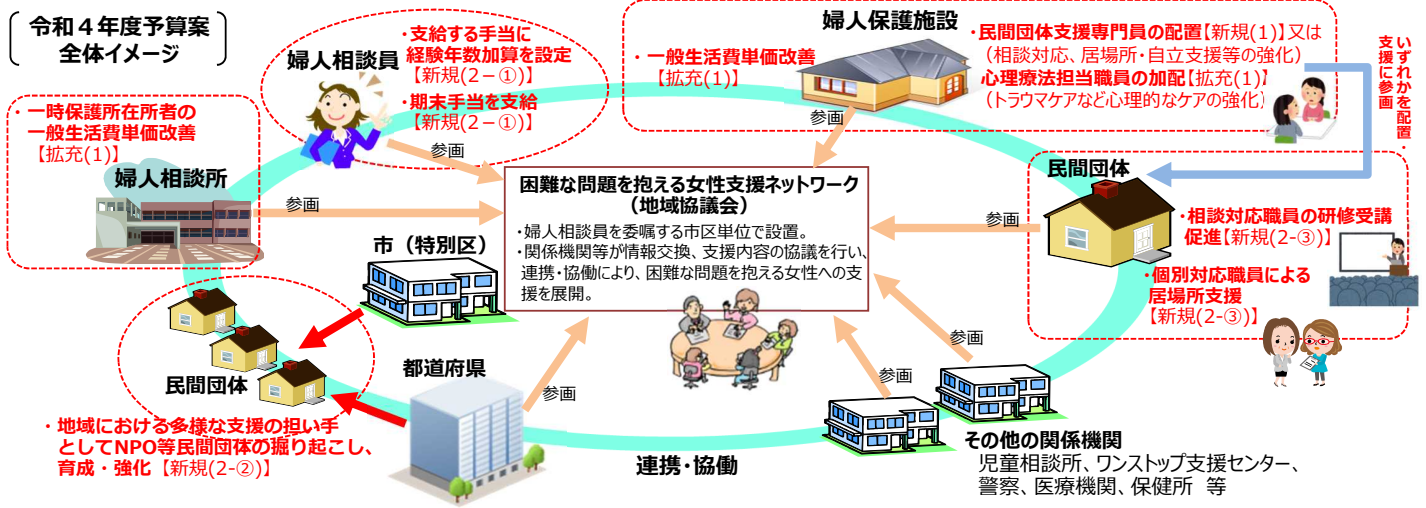 令和４年度予算案
全体イメージ
婦人相談員
・支給する手当に
経験年数加算を設定
【新規(2－①)】
・期末手当を支給
【新規(2－①)】
婦人保護施設
・一般生活費単価改善
【拡充(1)】
・民間団体支援専門員の配置【新規(1)】又は
（相談対応、居場所・自立支援等の強化）
心理療法担当職員の加配【拡充(1)】
（トラウマケアなど心理的なケアの強化）
いずれかを配置・
支援に参画
・一時保護所在所者の
一般生活費単価改善
【拡充(1)】
婦人相談所
参画
参画
参画
困難な問題を抱える女性支援ネットワーク
（地域協議会）
・婦人相談員を委嘱する市区単位で設置。
・関係機関等が情報交換、支援内容の協議を行い、
連携・協働により、困難な問題を抱える女性への支
援を展開。
参画
民間団体
・相談対応職員の研修受講
促進【新規(2-③)】
・個別対応職員による
居場所支援
【新規(2-③)】
市（特別区）
民間団体
都道府県
参画
参画
参画
・地域における多様な支援の担い手
としてNPO等民間団体の掘り起こし、
育成・強化【新規(2-②)】
連携・協働
その他の関係機関
児童相談所、ワンストップ支援センター、
警察、医療機関、保健所　等